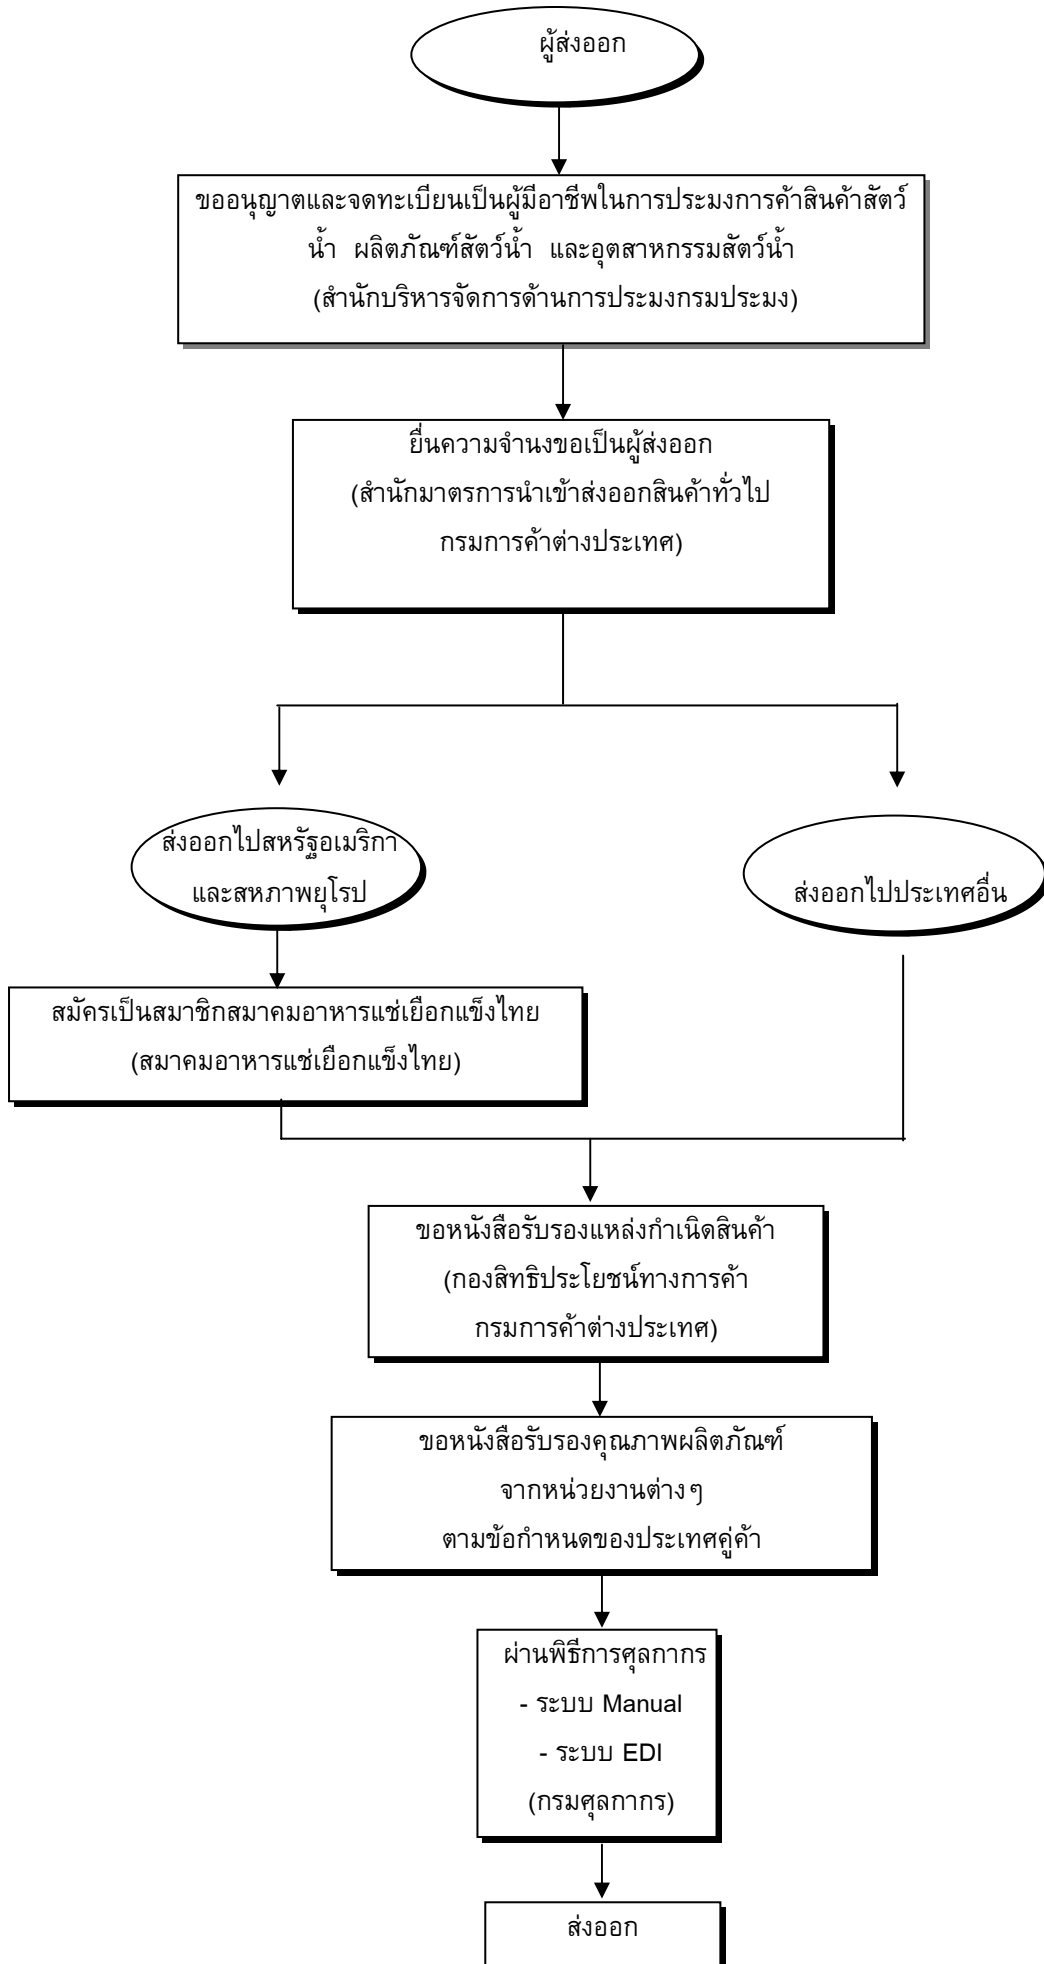 ผู้ส่งออก
ขออนุญาตและจดทะเบียนเป็นผู้มีอาชีพในการประมงการค้าสินค้าสัตว์
น้ำ ผลิตภัณฑ์สัตว์น้ำ และอุตสาหกรรมสัตว์น้ำ
(สำนักบริหารจัดการด้านการประมงกรมประมง)
ยื่นความจำนงขอเป็นผู้ส่งออก
(สำนักมาตรการนำเข้าส่งออกสินค้าทั่วไป
กรมการค้าต่างประเทศ)
ส่งออกไปสหรัฐอเมริกา
และสหภาพยุโรป
ส่งออกไปประเทศอื่น
สมัครเป็นสมาชิกสมาคมอาหารแช่เยือกแข็งไทย
(สมาคมอาหารแช่เยือกแข็งไทย)
ขอหนังสือรับรองแหล่งกำเนิดสินค้า
(กองสิทธิประโยชน์ทางการค้า
กรมการค้าต่างประเทศ)
ขอหนังสือรับรองคุณภาพผลิตภัณฑ์
จากหน่วยงานต่าง ๆ
ตามข้อกำหนดของประเทศคู่ค้า
ผ่านพิธีการศุลกากร
- ระบบ Manual
- ระบบ EDI
(กรมศุลกากร)
ส่งออก